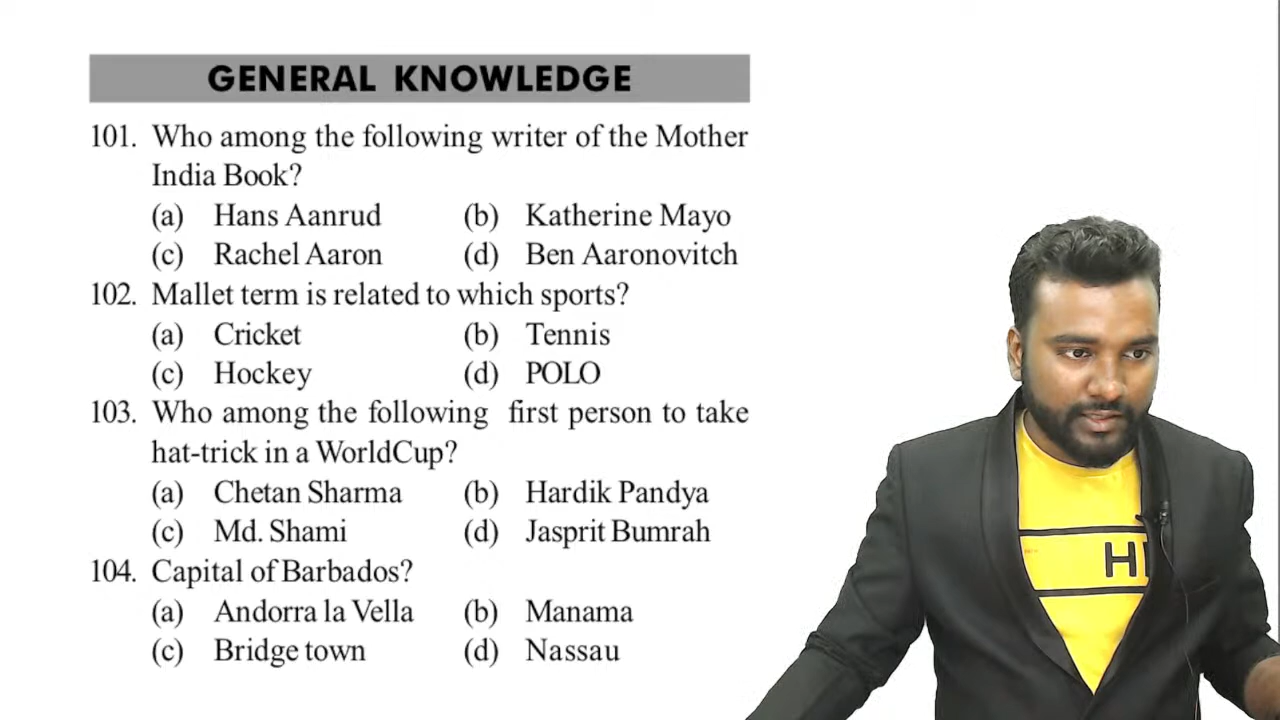 GENERAL KNOWLEDGE
101. Who among the following writer of the Mother
India Book?
(a) Hans Aanrud (b) Katherine Mayo
(c) Rachel Aaron (d) Ben Aaronovitch
102. Mallet term is related to which sports?
(a) Cricket (b) Tennis
(c) Hockey (d) POLO
103. Who among the following first person to take
hat-trick in a WorldCup?
(a) Chetan Sharma (b) Hardik Pandya
(c) Md. Shami (d) Jasprit Bumrah
104. Capital of Barbados?
(a) Andorra la Vella (b) Manama
(c) Bridge town (d) Nassau